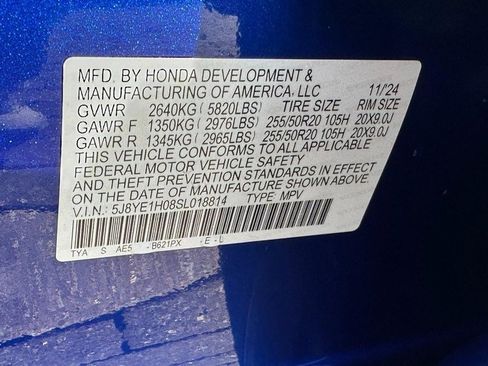 MFD. BY HONDA DEVELOPMENT &
MANUFACTURING OF AMERICA, LLC 11/24
GVWR 2640KG ( 5820LBS) TIRE SIZE RIM SIZE
GAWR F 1350KG ( 2976LBS) 255/50R20 105H 20X9.0J
GAWR R 1345KG ( 2965LBS) 255/50R20 105H 20X9.0J
THIS VEHICLE CONFORMS TO ALL APPLICABLE
FEDERAL MOTOR VEHICLE SAFETY
AND THEFT PREVENTION STANDARDS IN EFFECT
ON THE DATE OF MANUFACTURE SHOWN ABOVE.
V.I.N.: 5J8YE1H08SL018814 TYPE: MPV
TYA S AE5 - B621PX - E - L